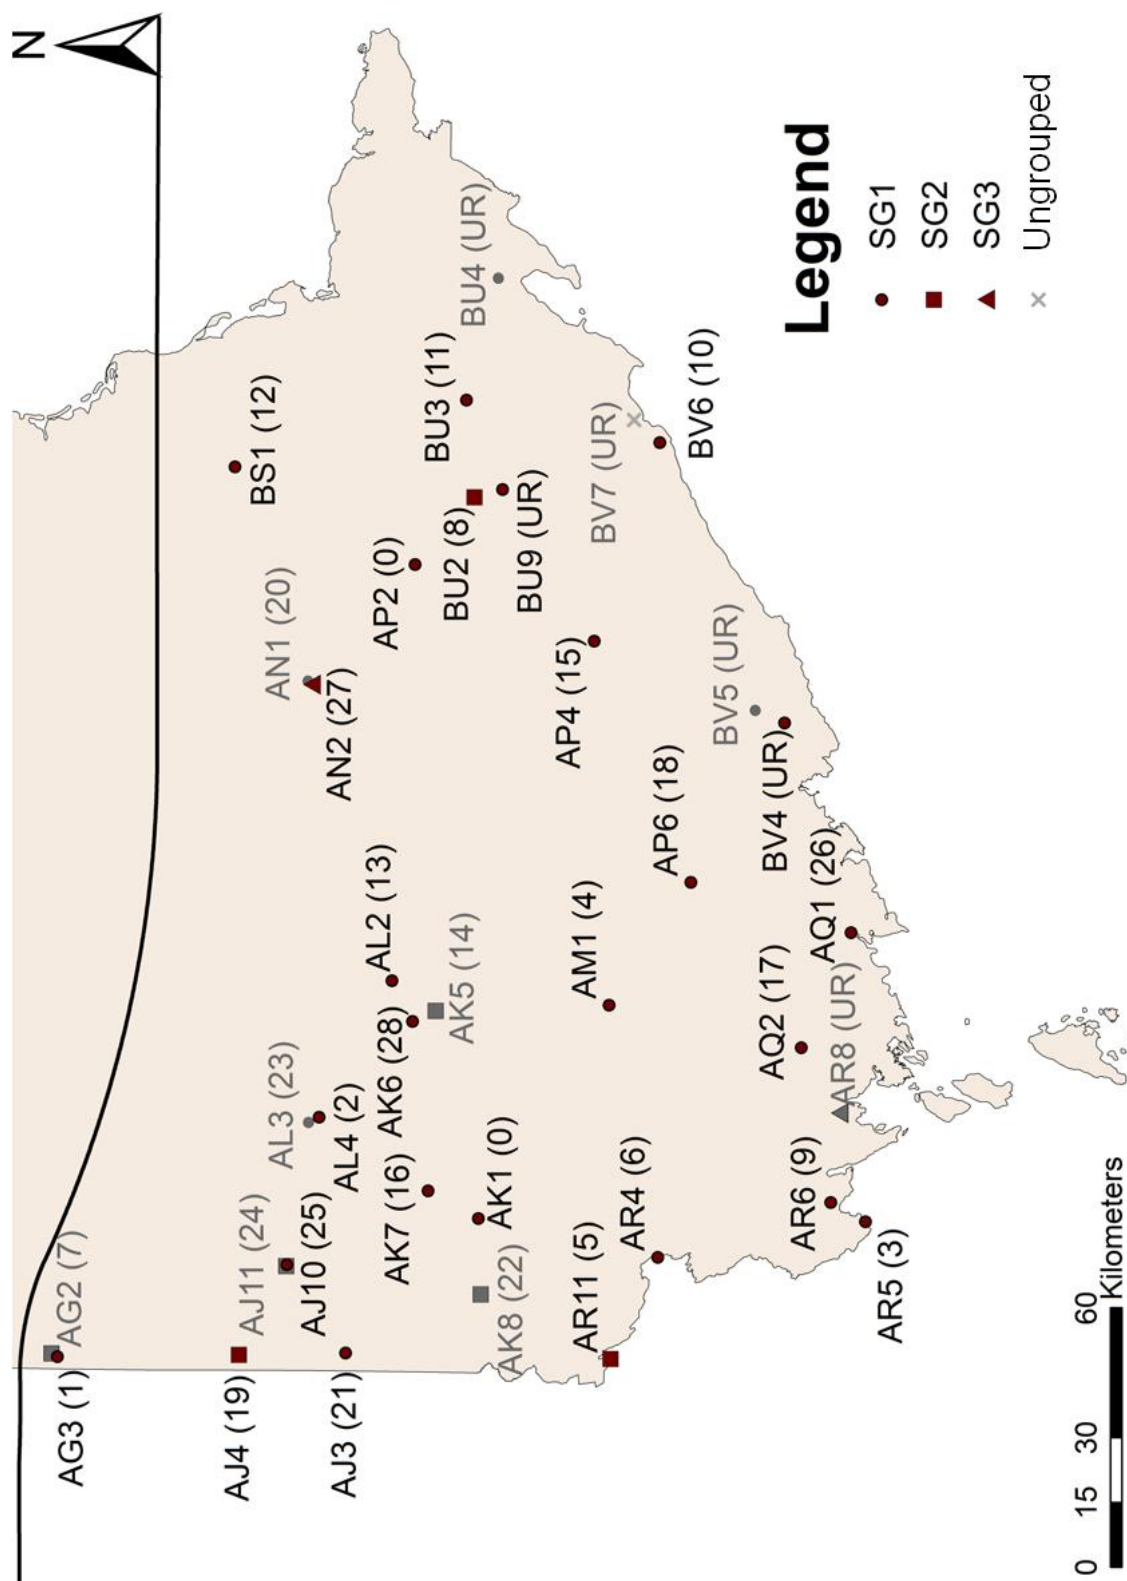 N
AG3 (1)
AG2 (7)
AJ4 (19)
AJ11 (24)
AJ10 (25)
AJ3 (21)
AL3 (23)
AL4 (2)
AN1 (20)
AN2 (27)
BS1 (12)
AL2 (13)
AK6 (28)
AK7 (16)
AK5 (14)
AK1 (0)
AK8 (22)
AP2 (0)
BU2 (8)
BU3 (11)
BU4 (UR)
BU9 (UR)
AR11 (5)
AR4 (6)
AM1 (4)
AP4 (15)
BV7 (UR)
BV6 (10)
AP6 (18)
BV5 (UR)
BV4 (UR)
AQ1 (26)
AQ2 (17)
AR8 (UR)
AR6 (9)
AR5 (3)
Legend
SG1
SG2
SG3
Ungrouped
0 15 30 60
Kilometers